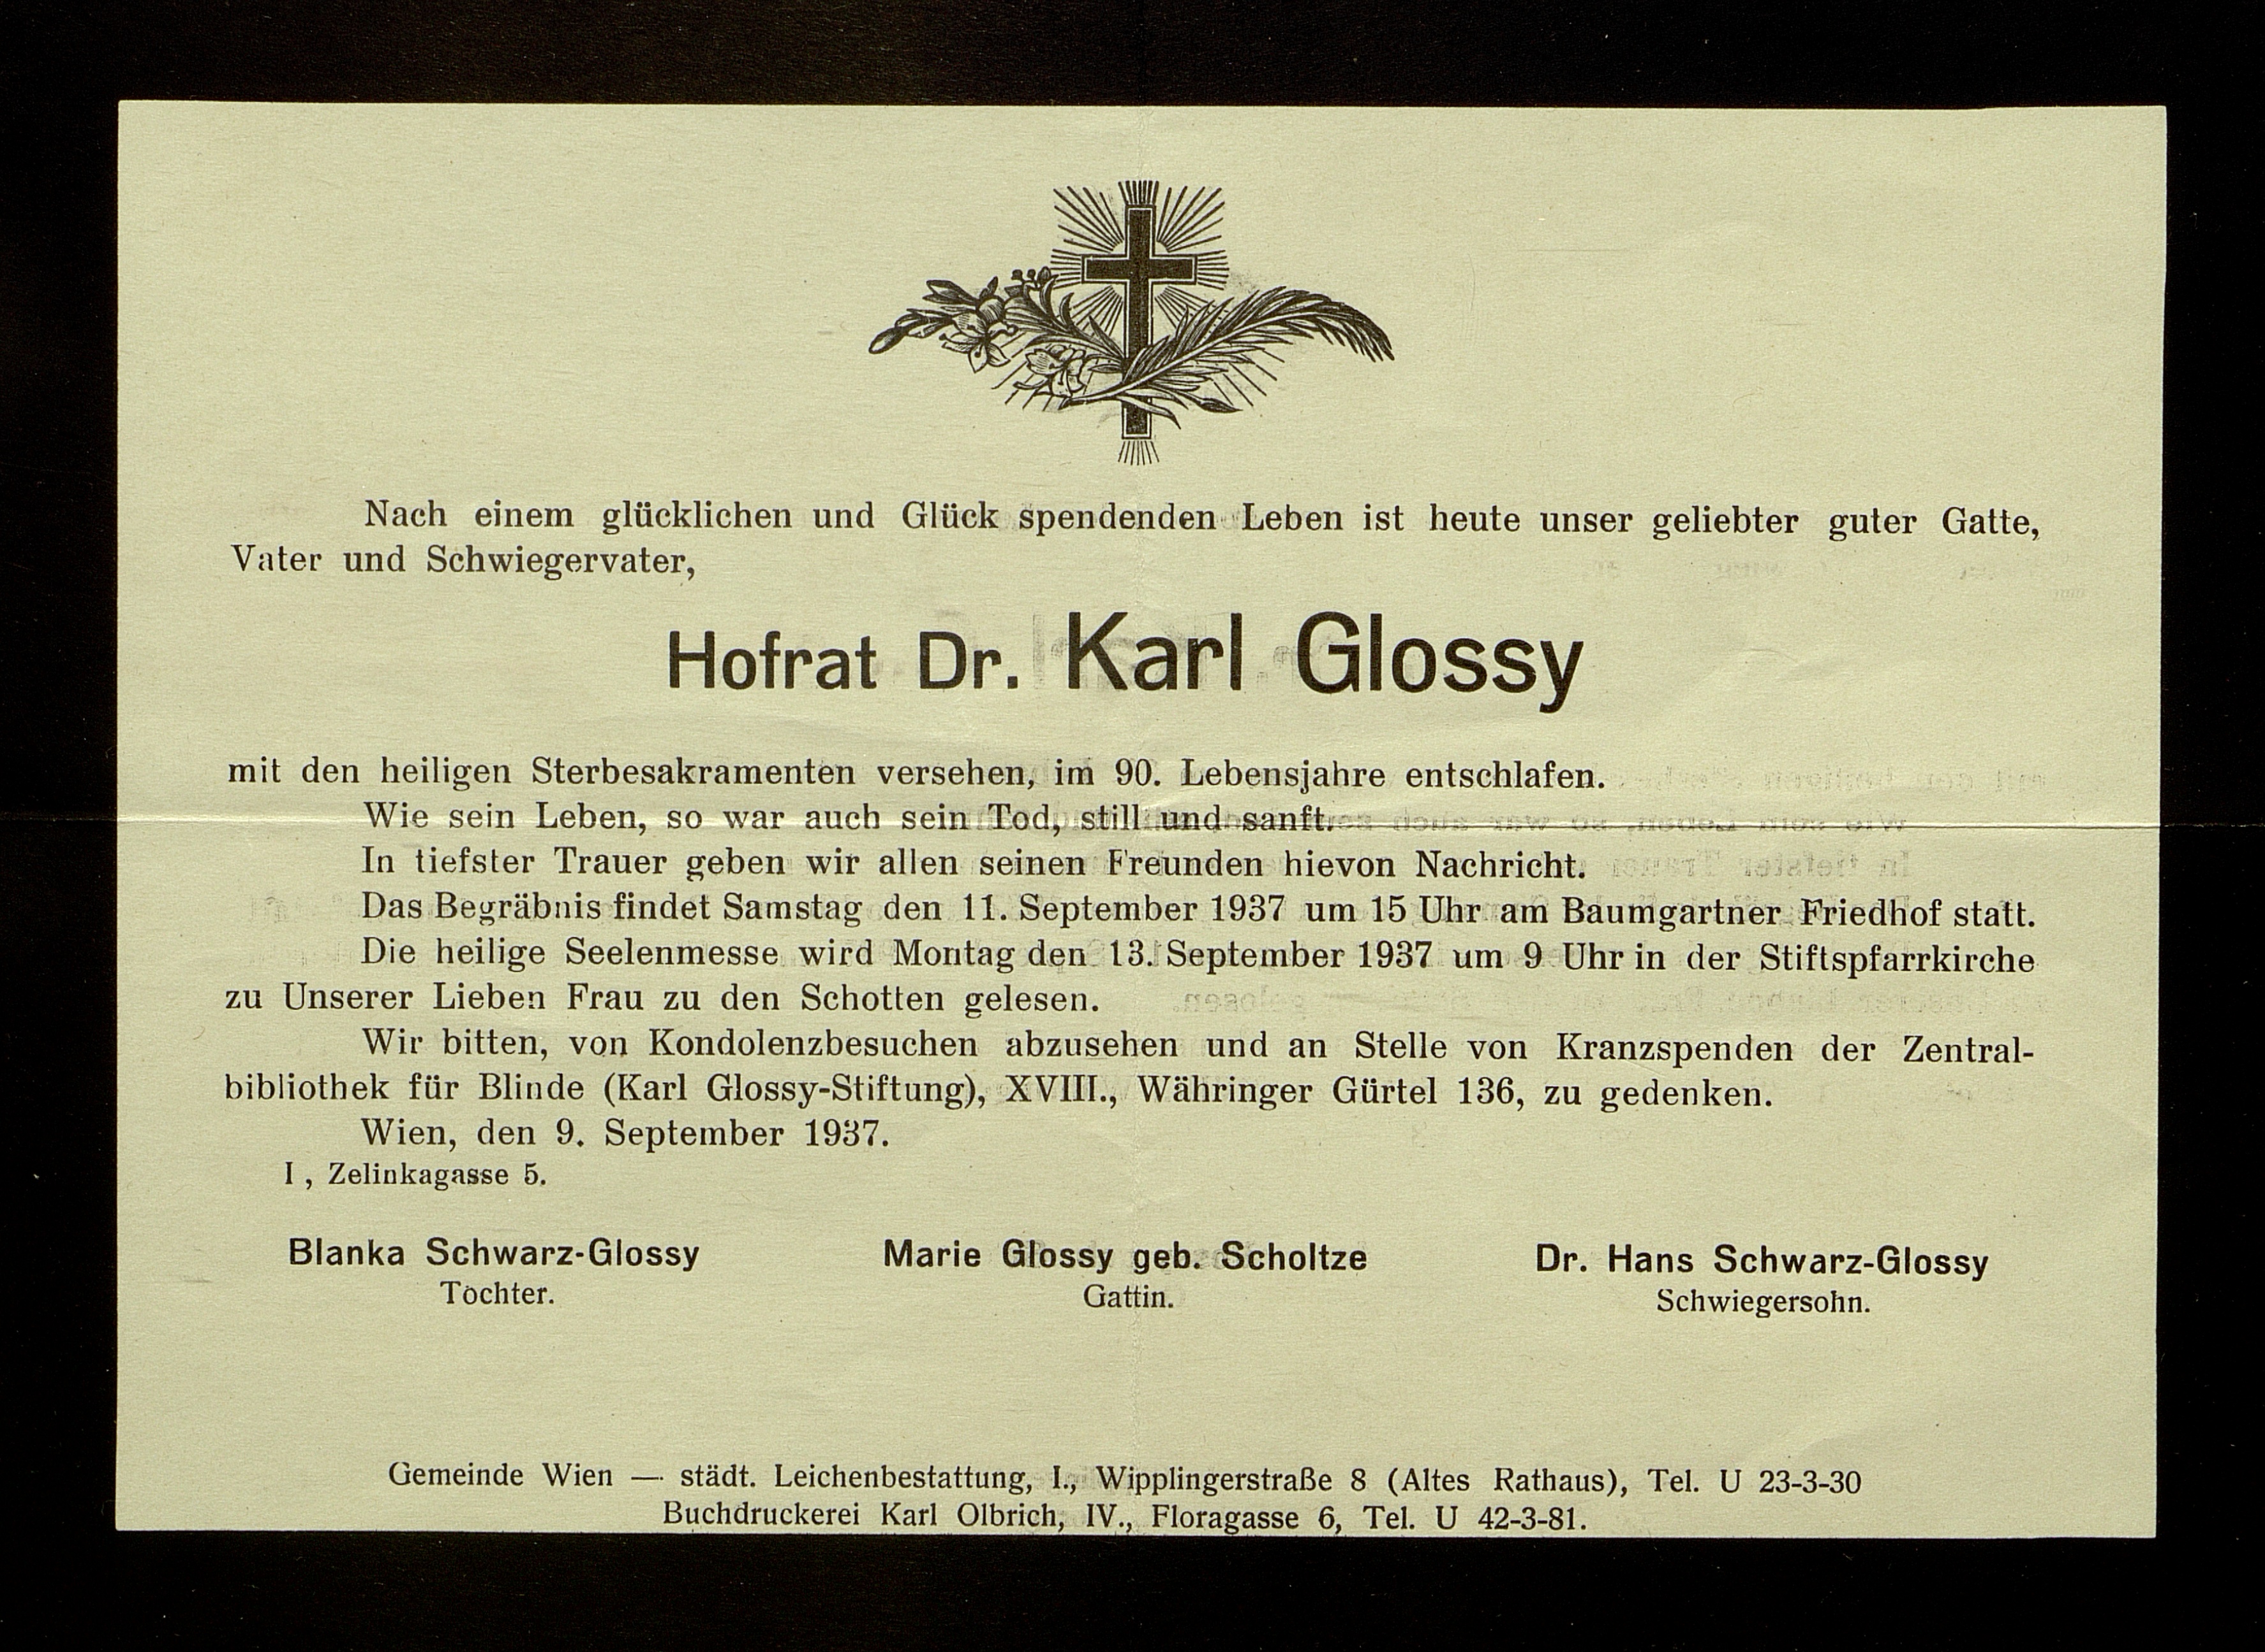 Nach einem glücklichen und Glück spendenden Leben ist heute unser geliebter guter Gatte,
Vater und Schwiegervater,
Hofrat Dr. Karl Glossy
mit den heiligen Sterbesakramenten versehen, im 90. Lebensjahre entschlafen.
Wie sein Leben, so war auch sein Tod, still und sanft.
In tiefster Trauer geben wir allen seinen Freunden hievon Nachricht.
Das Begräbnis findet Samstag den 11. September 1937 um 15 Uhr am Baumgartner Friedhof statt.
Die heilige Seelenmesse wird Montag den 13. September 1937 um 9 Uhr in der Stiftspfarrkirche
zu Unserer Lieben Frau zu den Schotten gelesen.
Wir bitten, von Kondolenzbesuchen abzusehen und an Stelle von Kranzspenden der Zentral-
bibliothek für Blinde (Karl Glossy-Stiftung), XVIII., Währinger Gürtel 136, zu gedenken.
Wien, den 9. September 1937.
I , Zelinkagasse 5.
Blanka Schwarz-Glossy
Tochter.
Marie Glossy geb. Scholtze
Gattin.
Dr. Hans Schwarz-Glossy
Schwiegersohn.
Gemeinde Wien — städt. Leichenbestattung, I., Wipplingerstraße 8 (Altes Rathaus), Tel. U 23-3-30
Buchdruckerei Karl Olbrich, IV., Floragasse 6, Tel. U 42-3-81.